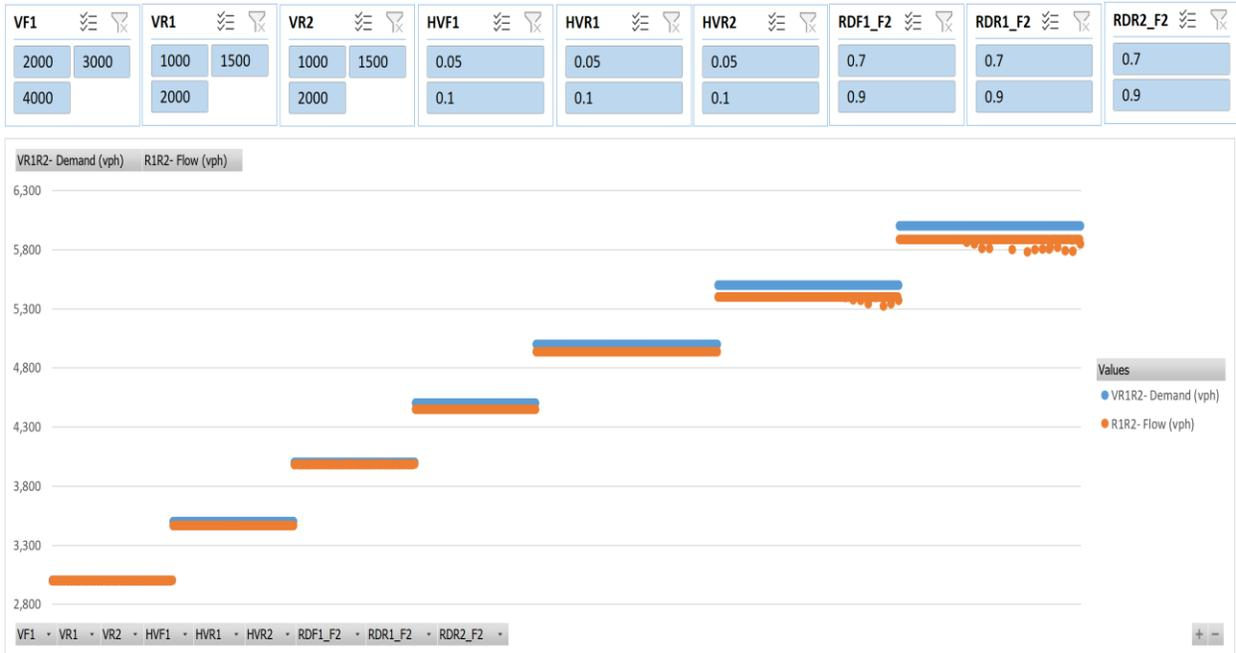 VF1 VR1 VR2 HVF1 HVR1 HVR2 RDF1_F2 RDR1_F2 RDR2_F2
2000 3000 1000 1500 1000 1500 0.05 0.05 0.05 0.7 0.7 0.7
4000 2000 2000 0.1 0.1 0.1 0.9 0.9 0.9
VR1R2- Demand (vph) R1R2- Flow (vph)
6,300
5,800
5,300
4,800
4,300
3,800
3,300
2,800
Values
VR1R2- Demand (vph)
R1R2- Flow (vph)
VF1 VR1 VR2 HVF1 HVR1 HVR2 RDF1_F2 RDR1_F2 RDR2_F2
+ −